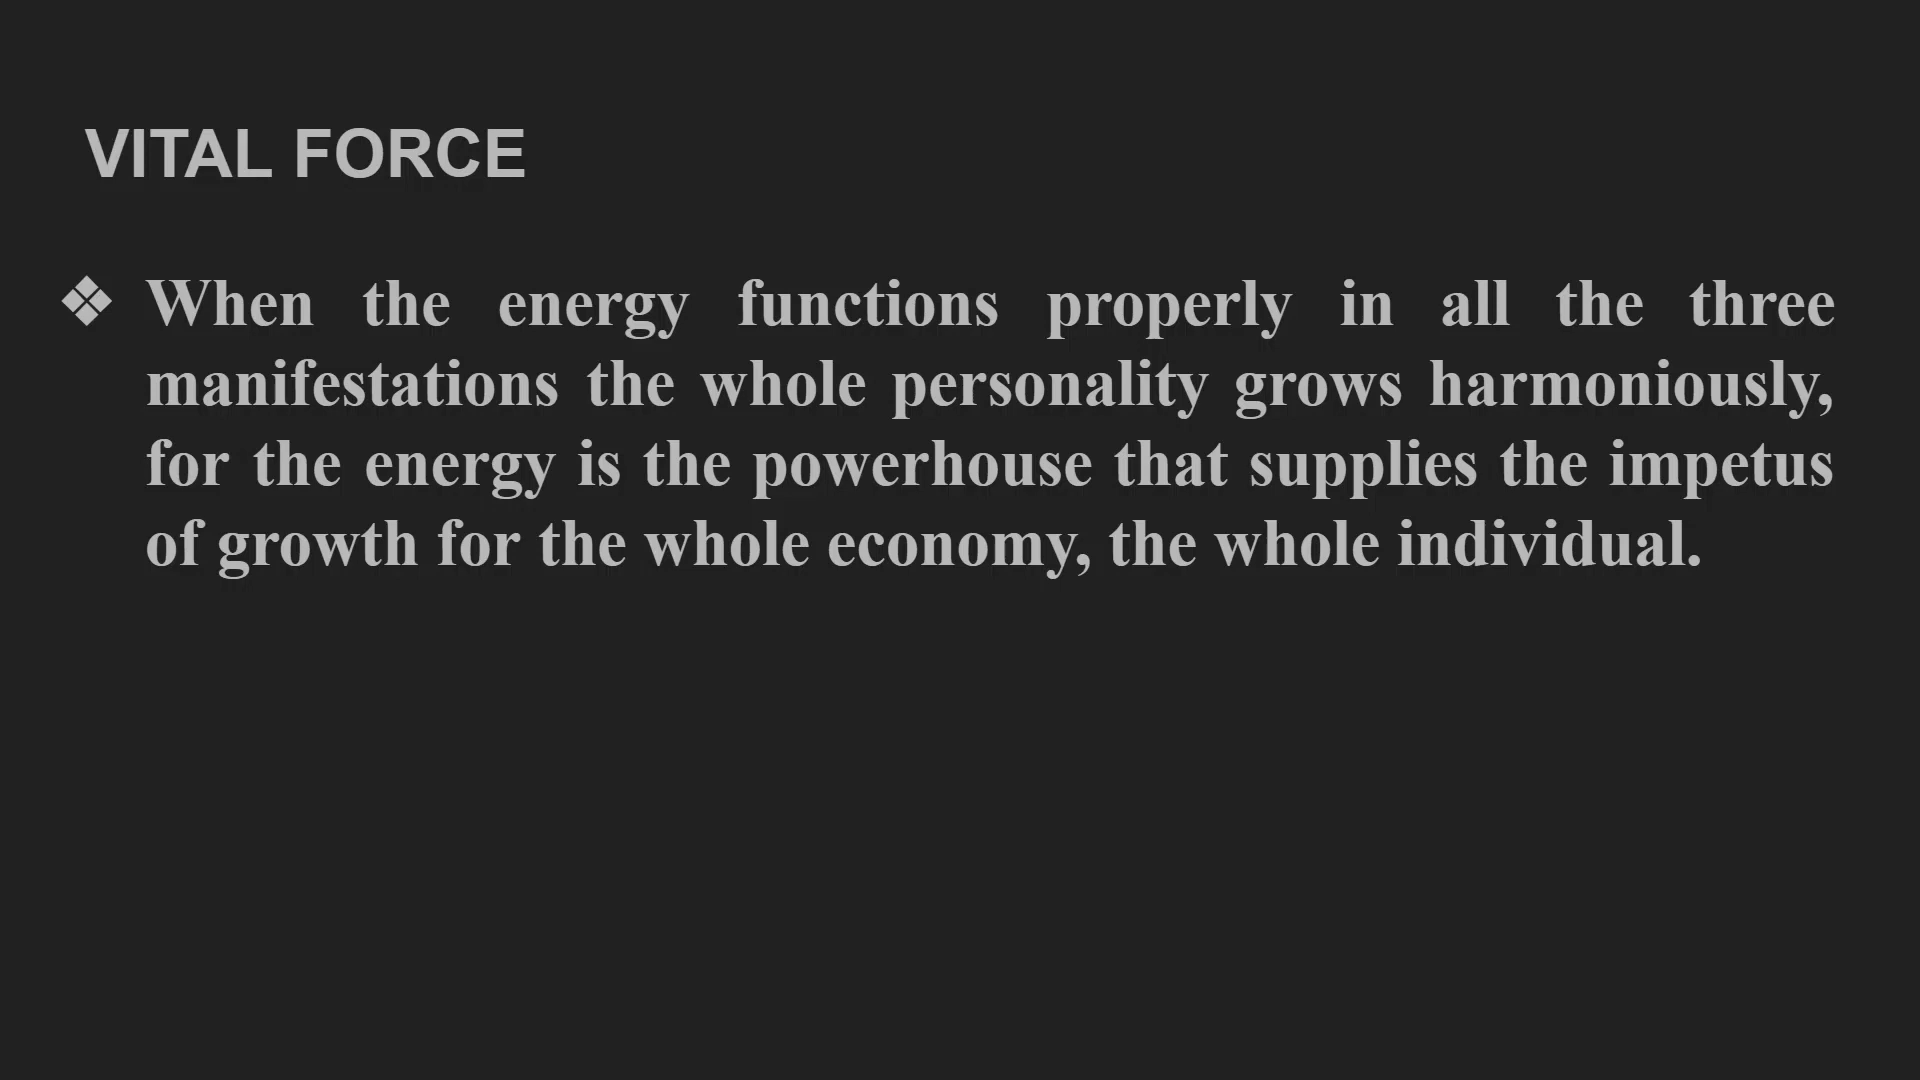 VITAL FORCE
❖ When the energy functions properly in all the three
manifestations the whole personality grows harmoniously,
for the energy is the powerhouse that supplies the impetus
of growth for the whole economy, the whole individual.